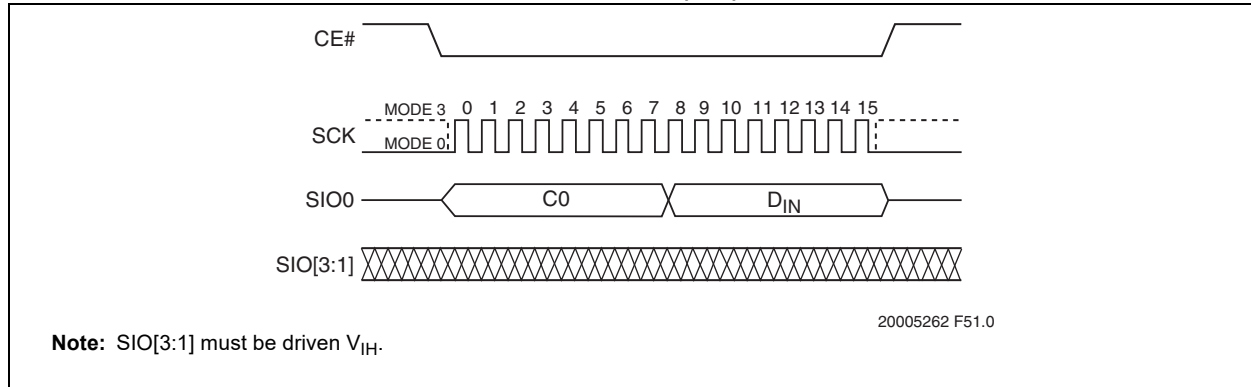 CE#
MODE 3 0 1 2 3 4 5 6 7 8 9 10 11 12 13 14 15
SCK
MODE 0
SIO0 C0 DIN
SIO[3:1]
20005262 F51.0
Note: SIO[3:1] must be driven VIH.